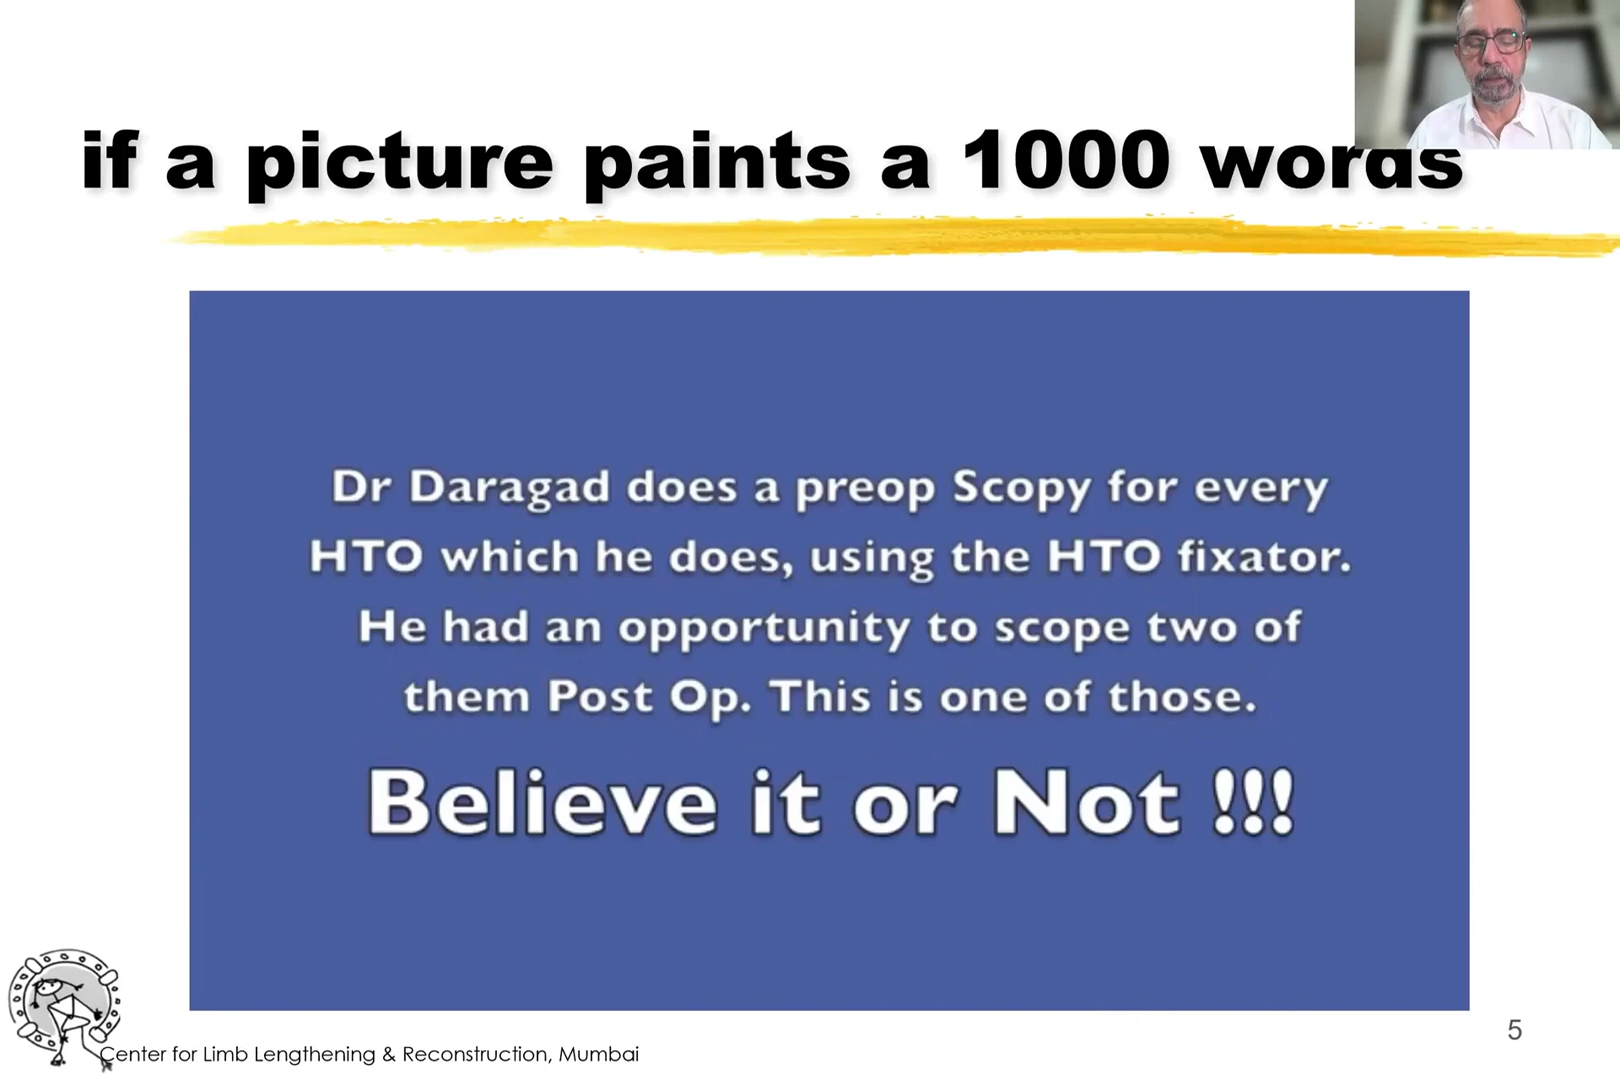 if a picture paints a 1000 words
Dr Daragad does a preop Scopy for every
HTO which he does, using the HTO fixator.
He had an opportunity to scope two of
them Post Op. This is one of those.
Believe it or Not !!!
5
Center for Limb Lengthening & Reconstruction, Mumbai